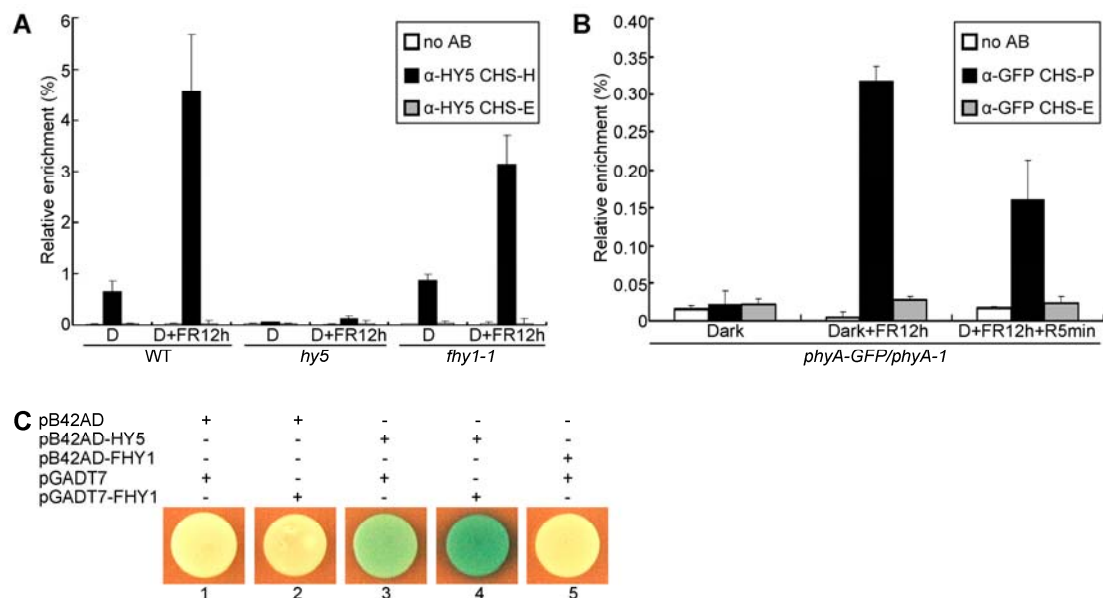 A
Relative enrichment (%)
6
5
4
3
2
1
0
no AB
α-HY5 CHS-H
α-HY5 CHS-E
D D+FR12h D D+FR12h D D+FR12h
WT hy5 fhy1-1
B
Relative enrichment (%)
0.40
0.35
0.30
0.25
0.20
0.15
0.10
0.05
0
no AB
α-GFP CHS-P
α-GFP CHS-E
Dark Dark+FR12h D+FR12h+R5min
phyA-GFP/phyA-1
C
pB42AD + + - - -
pB42AD-HY5 - - + + -
pB42AD-FHY1 - - - - +
pGADT7 + - + - +
pGADT7-FHY1 - + - + -
1 2 3 4 5